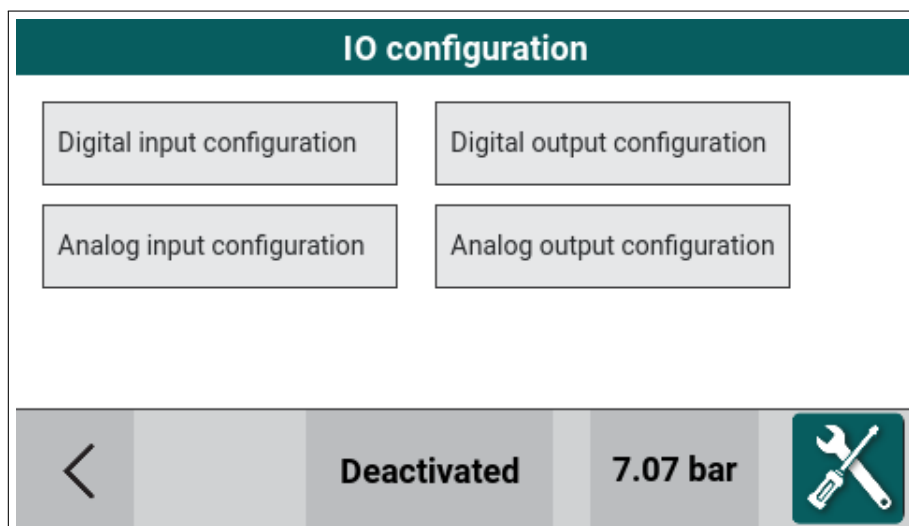 IO configuration
Digital input configuration
Digital output configuration
Analog input configuration
Analog output configuration
Deactivated
7.07 bar